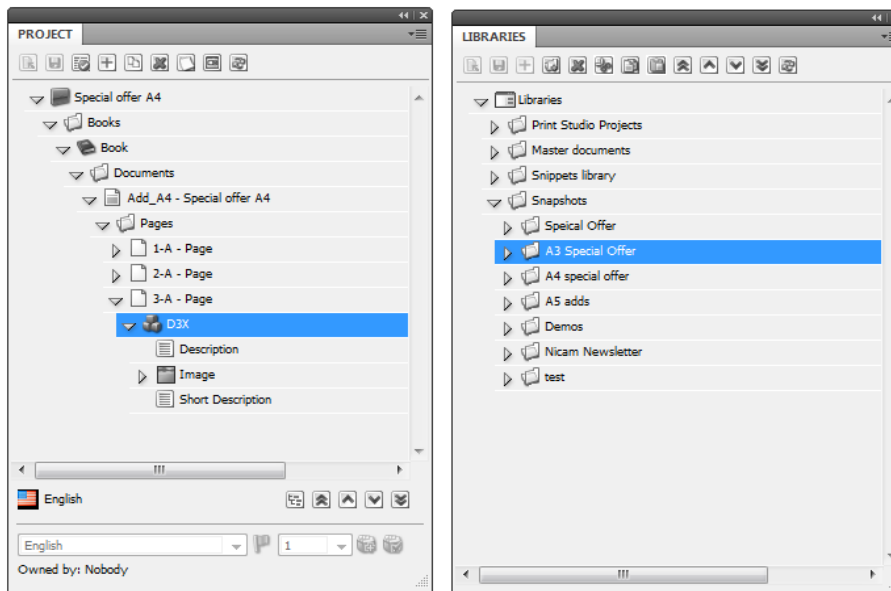 PROJECT
Special offer A4
Books
Book
Documents
Add_A4 - Special offer A4
Pages
1-A - Page
2-A - Page
3-A - Page
D3X
Description
Image
Short Description
English
English
1
Owned by: Nobody
LIBRARIES
Libraries
Print Studio Projects
Master documents
Snippets library
Snapshots
Speical Offer
A3 Special Offer
A4 special offer
A5 adds
Demos
Nicam Newsletter
test